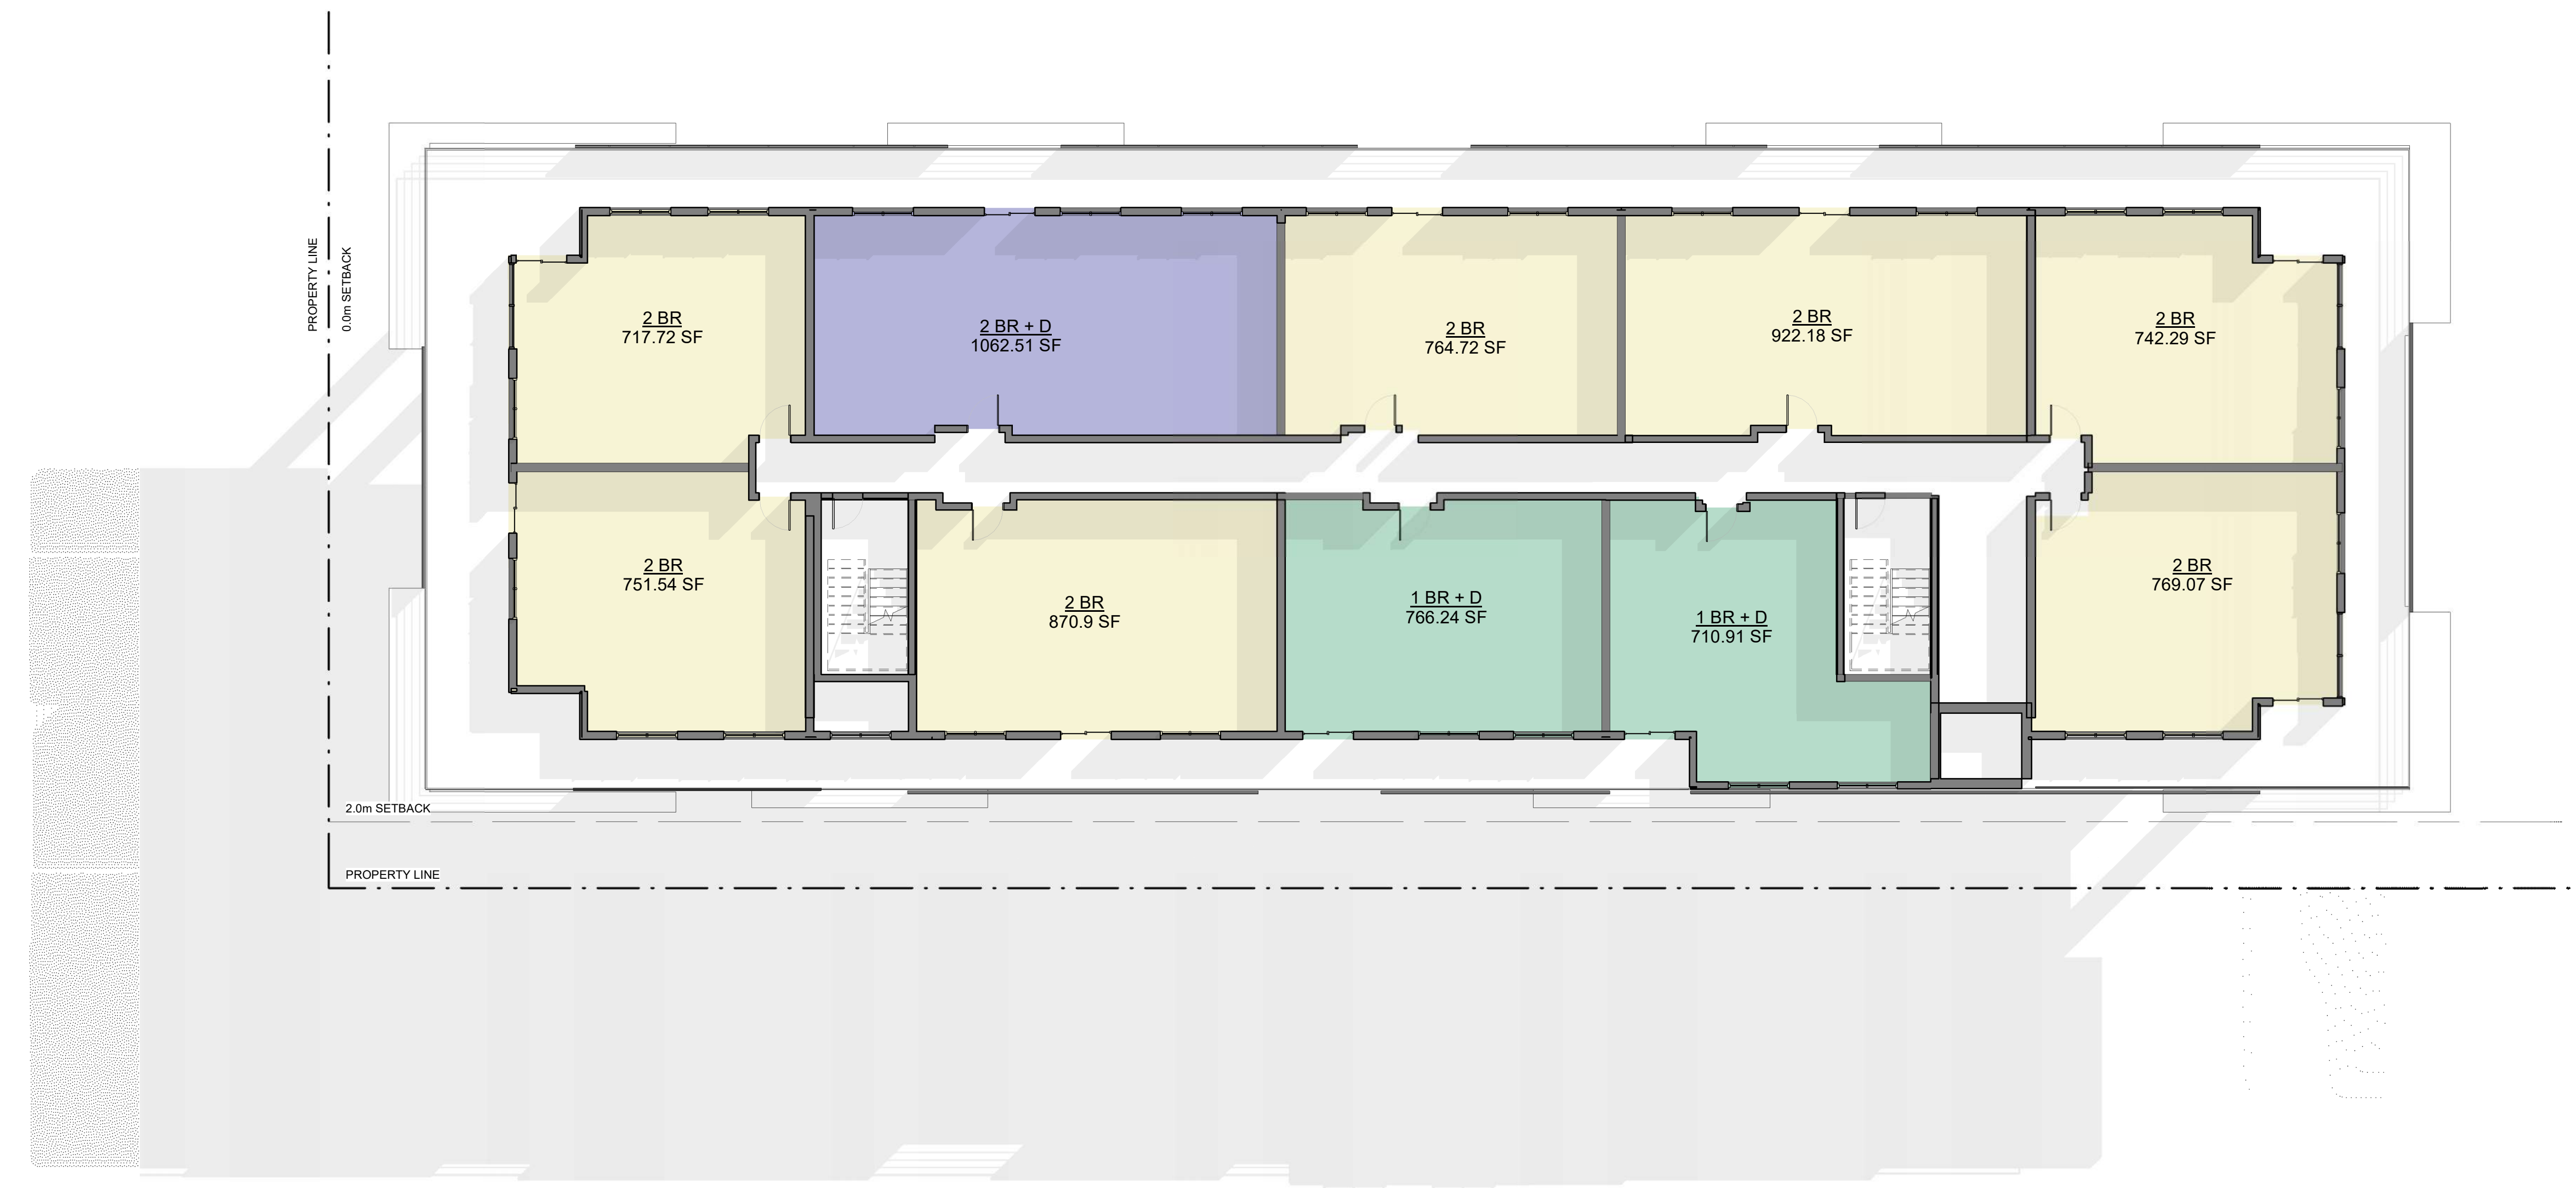 PROPERTY LINE
0.0m SETBACK
2 BR
717.72 SF
2 BR + D
1062.51 SF
2 BR
764.72 SF
2 BR
922.18 SF
2 BR
742.29 SF
2 BR
751.54 SF
2 BR
870.9 SF
1 BR + D
766.24 SF
1 BR + D
710.91 SF
2 BR
769.07 SF
2.0m SETBACK
PROPERTY LINE